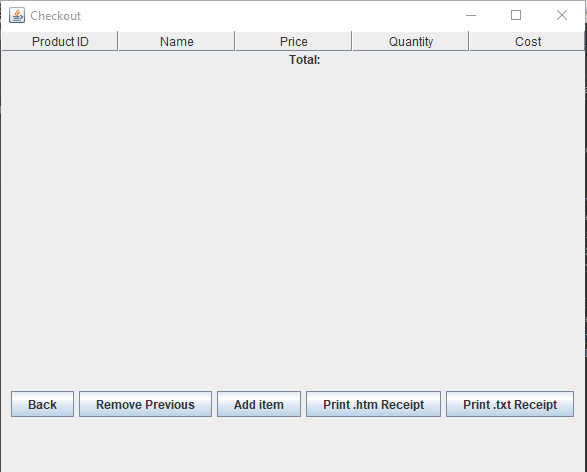 Checkout
Product ID Name Price Quantity Cost
Total:
Back Remove Previous Add item Print .htm Receipt Print .txt Receipt